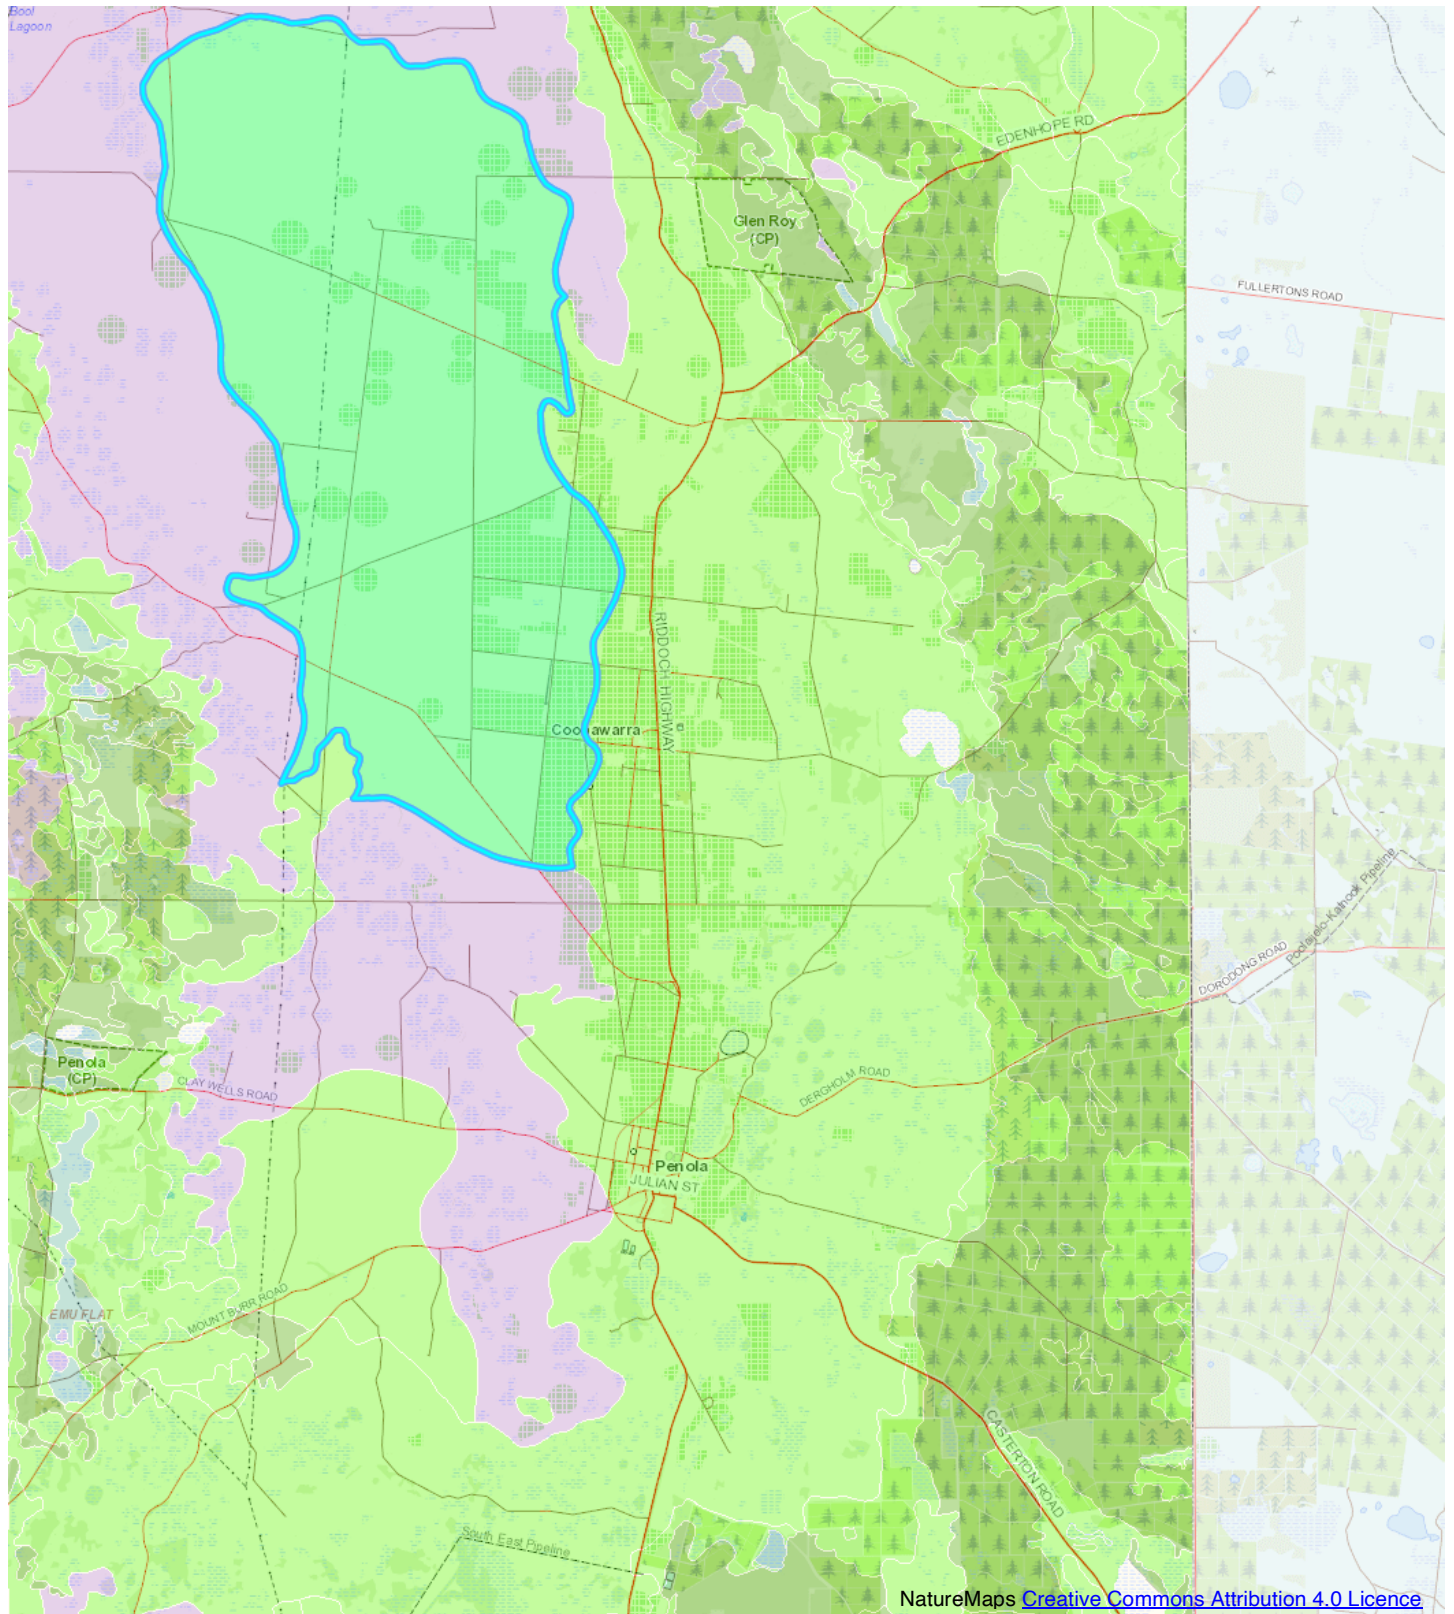 Bool
Lagoon
EDENHOPE RD
Glen Roy
(CP)
FULLERTONS ROAD
RIDDOCH HIGHWAY
Coonawarra
Poolaijelo-Katnook Pipeline
DORODONG ROAD
Penola
(CP)
CLAY WELLS ROAD
DERGHOLM ROAD
Penola
JULIAN ST
EMU FLAT
MOUNT BURR ROAD
CASTERTON ROAD
South East Pipeline
NatureMaps Creative Commons Attribution 4.0 Licence